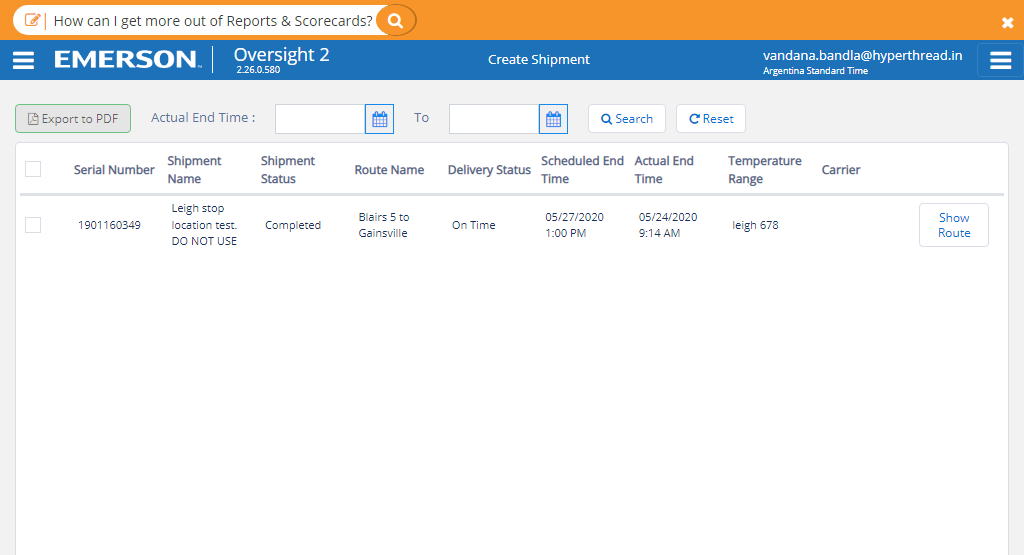 How can I get more out of Reports & Scorecards?
EMERSON™
Oversight 2
2.26.0.580
Create Shipment
vandana.bandla@hyperthread.in
Argentina Standard Time
Export to PDF
Actual End Time :
To
Search
Reset
Serial Number
Shipment
Name
Shipment
Status
Route Name
Delivery Status
Scheduled End
Time
Actual End
Time
Temperature
Range
Carrier
1901160349
Leigh stop
location test.
DO NOT USE
Completed
Blairs 5 to
Gainsville
On Time
05/27/2020
1:00 PM
05/24/2020
9:14 AM
leigh 678
Show
Route